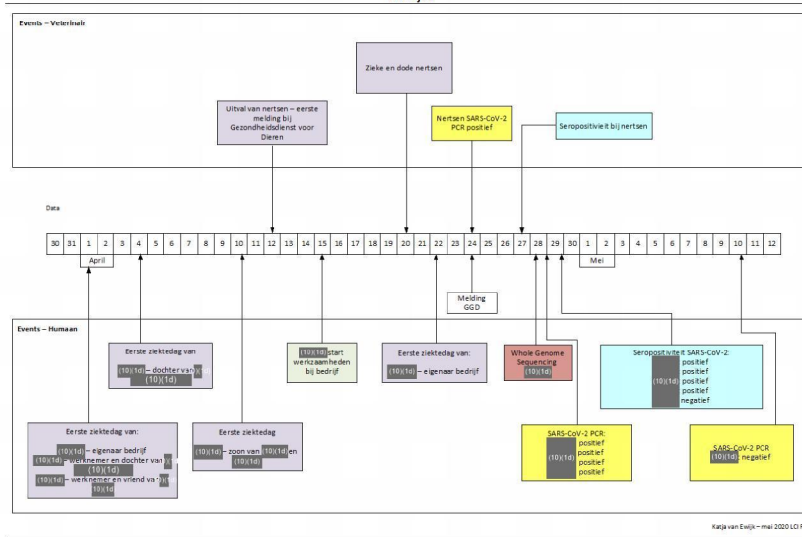 Events – Veterinair
Zieke en dode nertsen
Uitval van nertsen – eerste
melding bij
Gezondheidsdienst voor
Dieren
Nertsen SARS-CoV-2
PCR positief
Seropositiviteit bij nertsen
Data
30 31 1 2 3 4 5 6 7 8 9 10 11 12 13 14 15 16 17 18 19 20 21 22 23 24 25 26 27 28 29 30 1 2 3 4 5 6 7 8 9 10 11 12
April
Mei
Melding
GGD
Events – Humaan
Eerste ziektedag van
(10)(1d) – dochter van
(10)(1d)
(10)(1d) start
werkzaamheden
bij bedrijf
Eerste ziektedag van:
(10)(1d) – eigenaar bedrijf
Whole Genome
Sequencing
(10)(1d)
Seropositiviteit SARS-CoV-2:
positief
positief
(10)(1d) positief
positief
negatief
Eerste ziektedag van:
(10)(1d) – eigenaar bedrijf
(10)(1d) – werknemer en dochter van
(10)(1d)
(10)(1d) – werknemer en vriend van
(10)(1d)
Eerste ziektedag
(10)(1d) – zoon van (10)(1d) en
(10)(1d)
SARS-CoV-2 PCR:
positief
(10)(1d) positief
positief
positief
SARS-CoV-2 PCR
(10)(1d): negatief
Katja van Ewijk – mei 2020 LCI